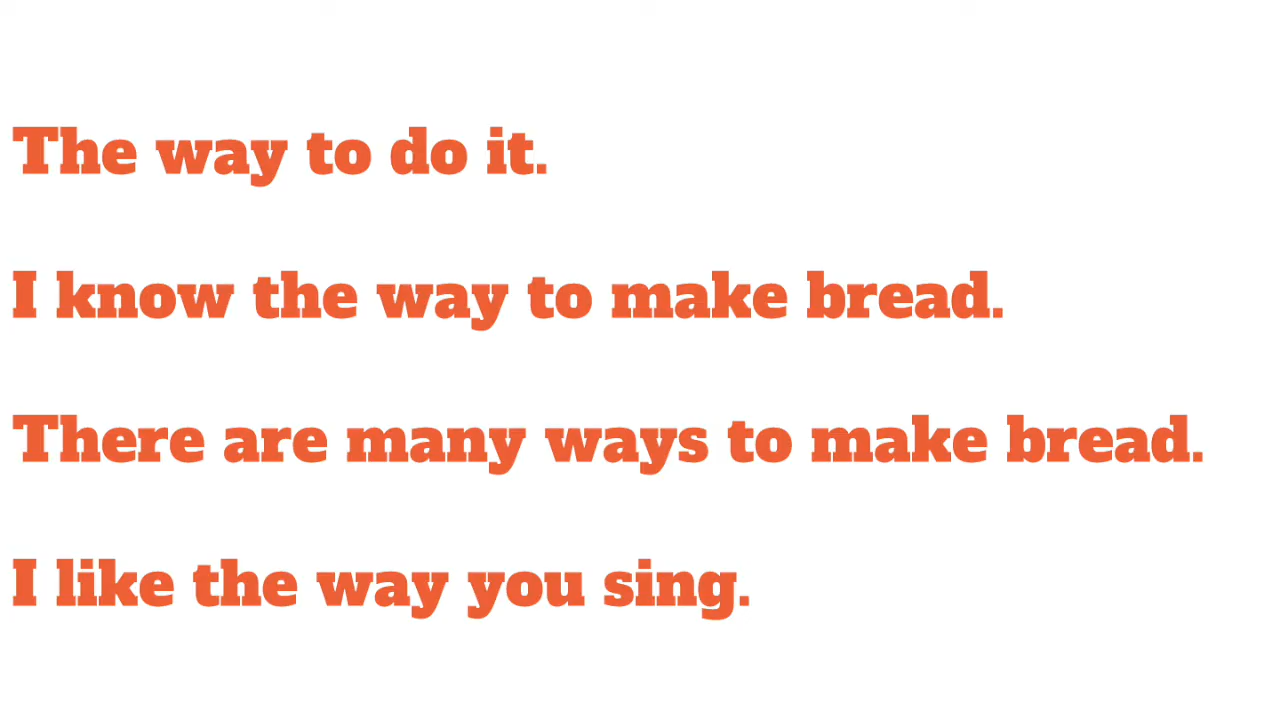 The way to do it.
I know the way to make bread.
There are many ways to make bread.
I like the way you sing.